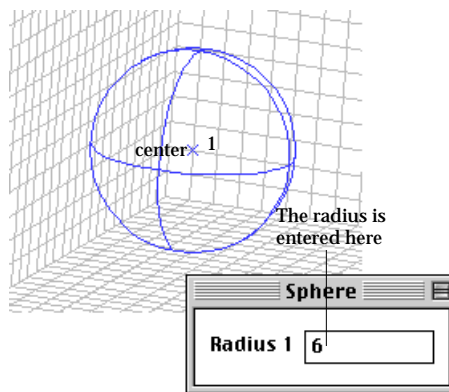 center 1
The radius is
entered here
Sphere
Radius 1 6